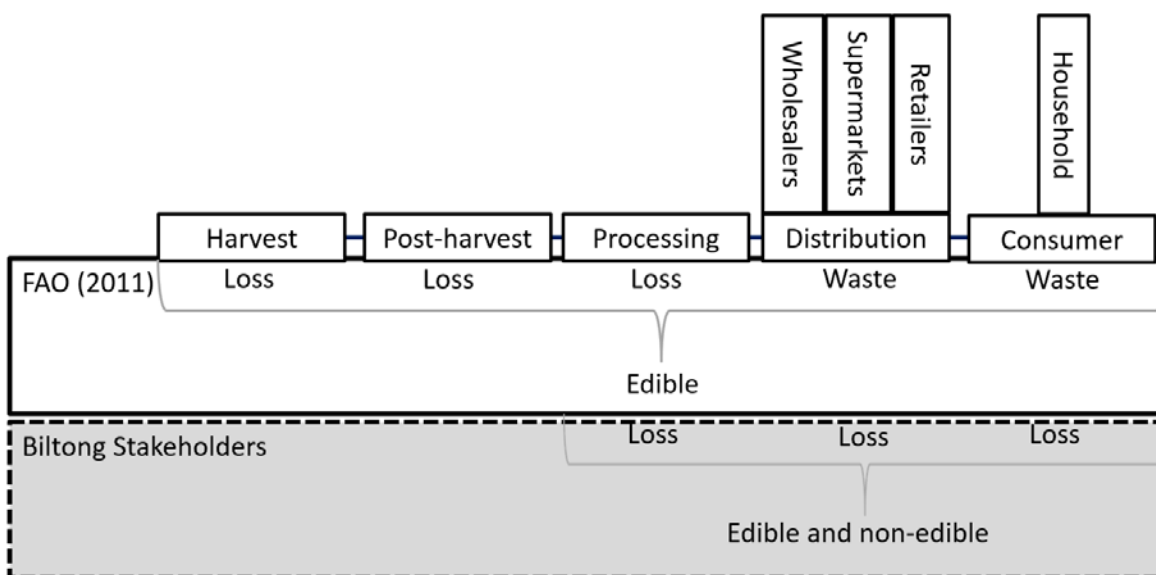 Wholesalers
Supermarkets
Retailers
Household
Harvest
Post-harvest
Processing
Distribution
Consumer
FAO (2011)
Loss
Loss
Loss
Waste
Waste
Edible
Biltong Stakeholders
Loss
Loss
Loss
Edible and non-edible